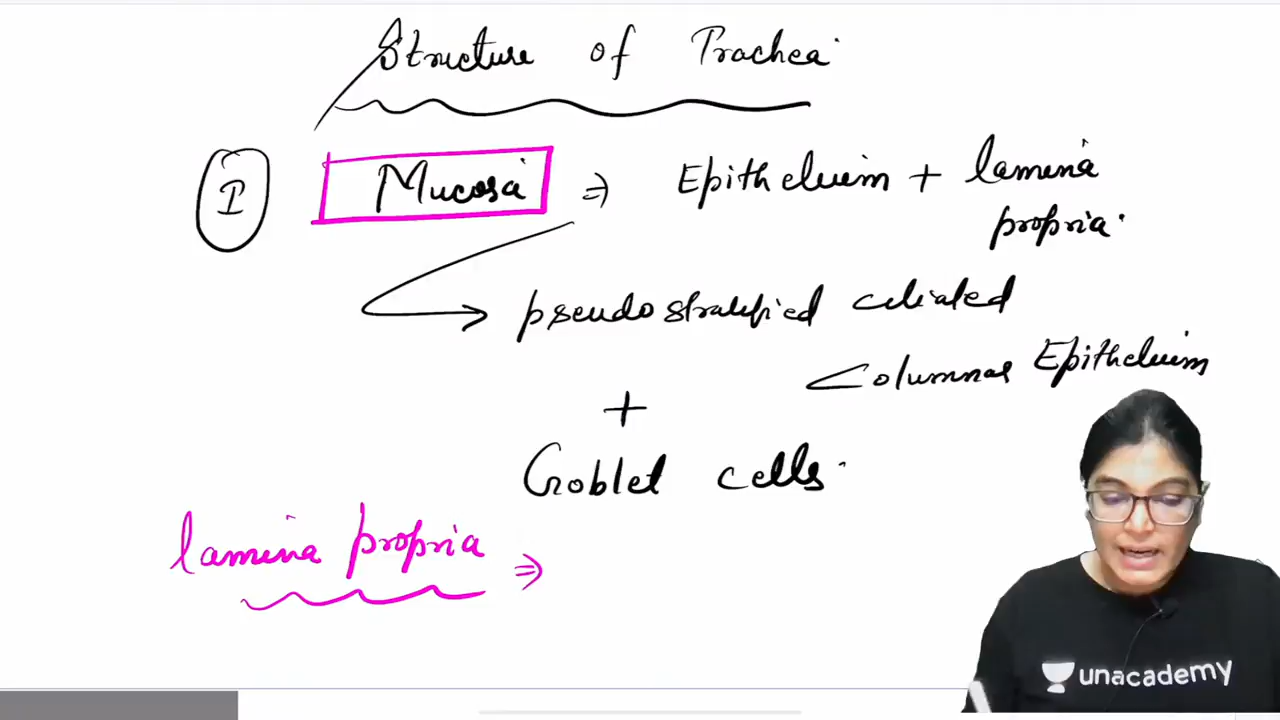 Structure of Trachea
I Mucosa ⇒ Epithelium + lamina
propria.
→ pseudostratified ciliated
Columnar Epithelium
+
Goblet cells.
lamina propria ⇒
unacademy